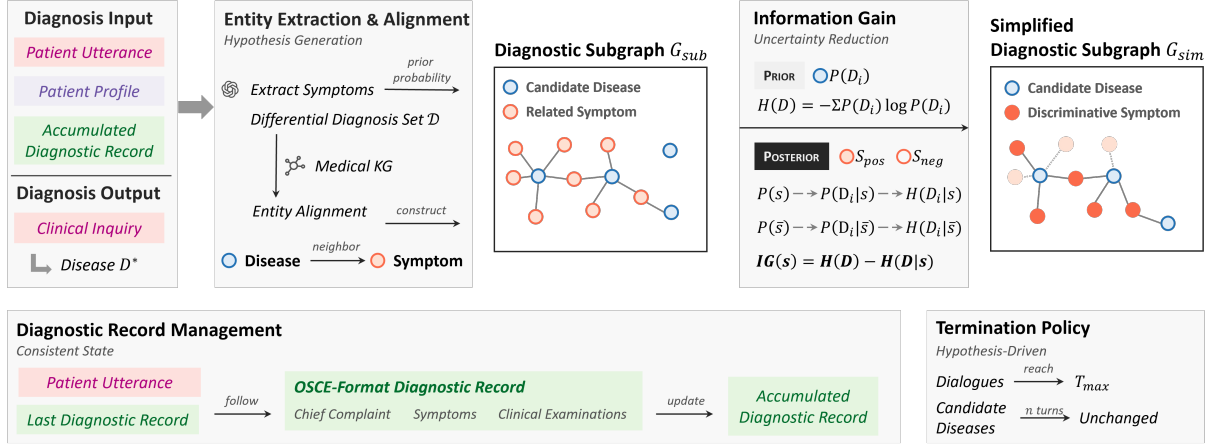 Diagnosis Input
Patient Utterance
Patient Profile
Accumulated
Diagnostic Record
Diagnosis Output
Clinical Inquiry
Disease D*
Entity Extraction & Alignment
Hypothesis Generation
Extract Symptoms
prior
probability
Differential Diagnosis Set 𝒟
Medical KG
Entity Alignment
construct
Disease
neighbor
Symptom
Diagnostic Subgraph G_sub
Candidate Disease
Related Symptom
Information Gain
Uncertainty Reduction
PRIOR
P(D_i)
H(D) = −ΣP(D_i) log P(D_i)
POSTERIOR
S_pos
S_neg
P(s) → P(D_i|s) → H(D_i|s)
P(s̄) → P(D_i|s̄) → H(D_i|s̄)
IG(s) = H(D) − H(D|s)
Simplified
Diagnostic Subgraph G_sim
Candidate Disease
Discriminative Symptom
Diagnostic Record Management
Consistent State
Patient Utterance
Last Diagnostic Record
follow
OSCE-Format Diagnostic Record
Chief Complaint Symptoms Clinical Examinations
update
Accumulated
Diagnostic Record
Termination Policy
Hypothesis-Driven
Dialogues
reach
T_max
Candidate
Diseases
n turns
Unchanged